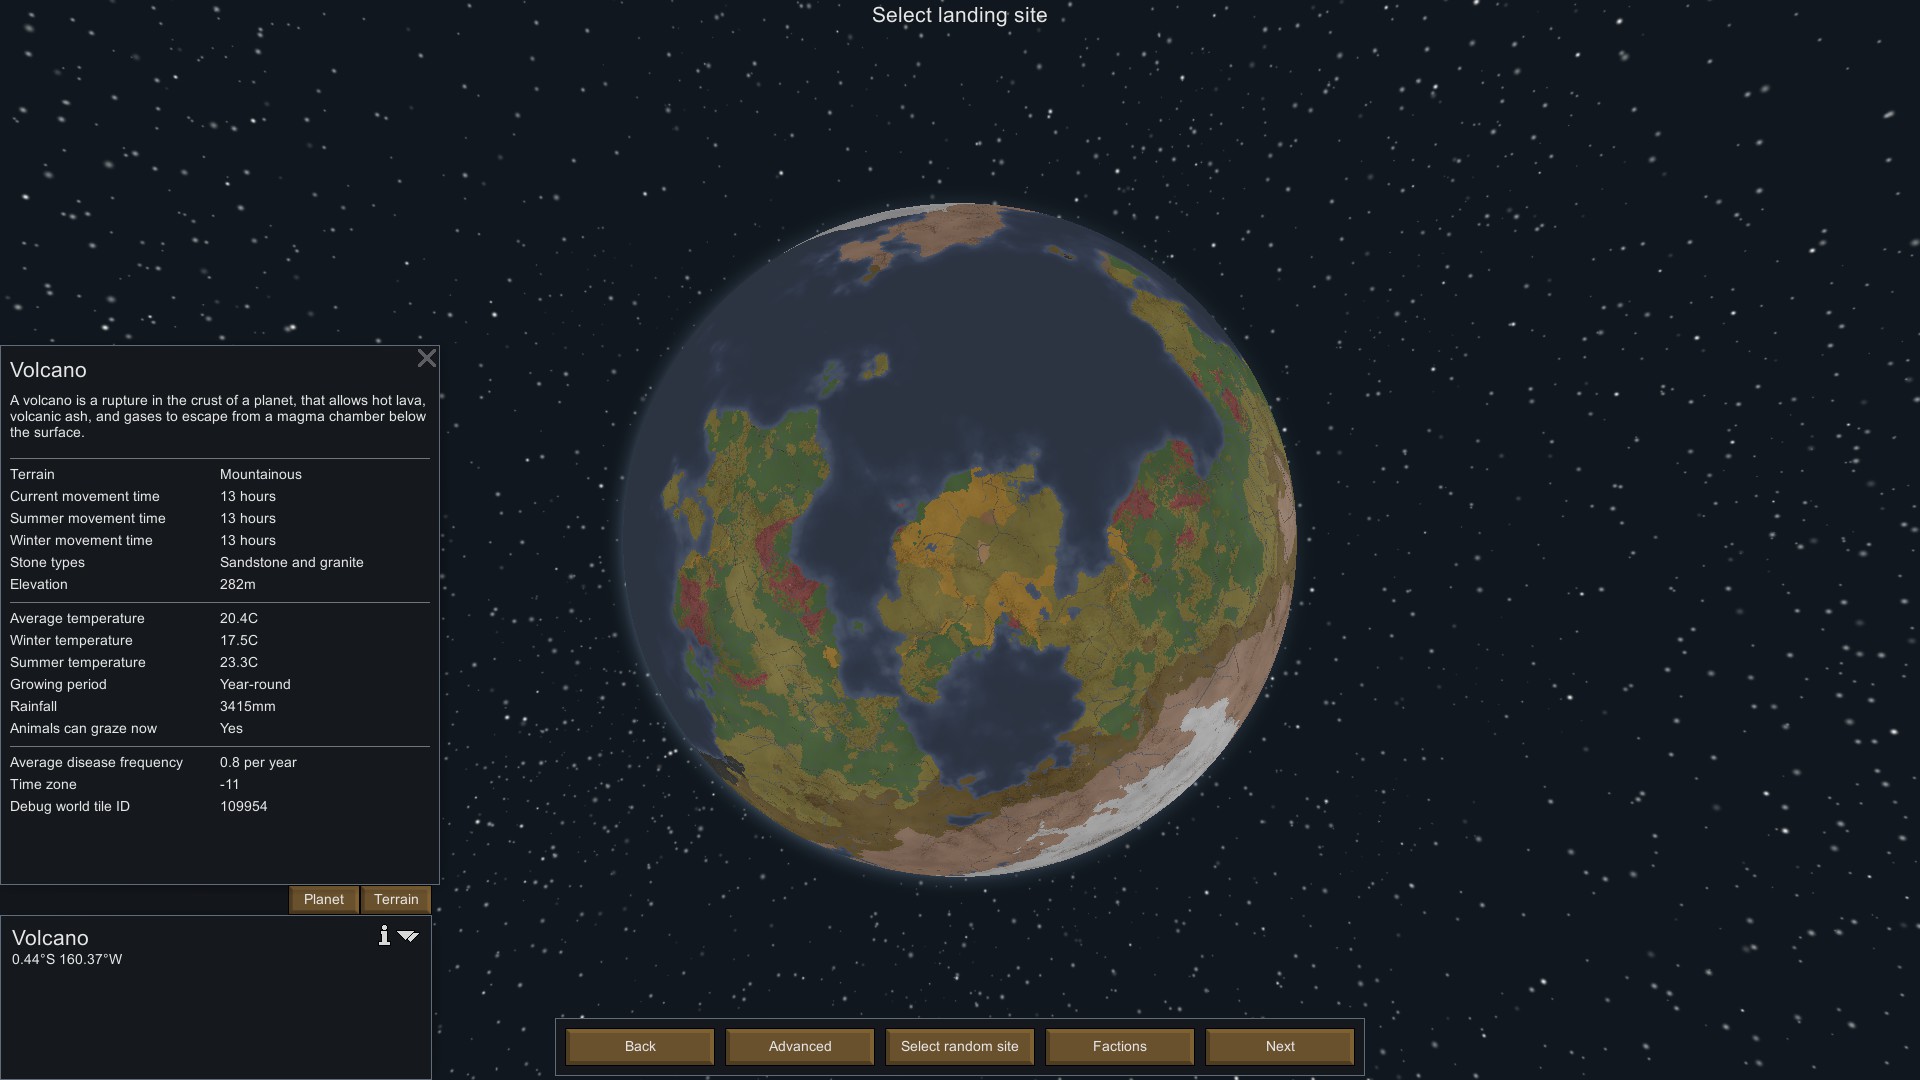 Select landing site
Volcano
A volcano is a rupture in the crust of a planet, that allows hot lava,
volcanic ash, and gases to escape from a magma chamber below
the surface.
Terrain Mountainous
Current movement time 13 hours
Summer movement time 13 hours
Winter movement time 13 hours
Stone types Sandstone and granite
Elevation 282m
Average temperature 20.4C
Winter temperature 17.5C
Summer temperature 23.3C
Growing period Year-round
Rainfall 3415mm
Animals can graze now Yes
Average disease frequency 0.8 per year
Time zone -11
Debug world tile ID 109954
Planet Terrain
Volcano
0.44°S 160.37°W
Back Advanced Select random site Factions Next